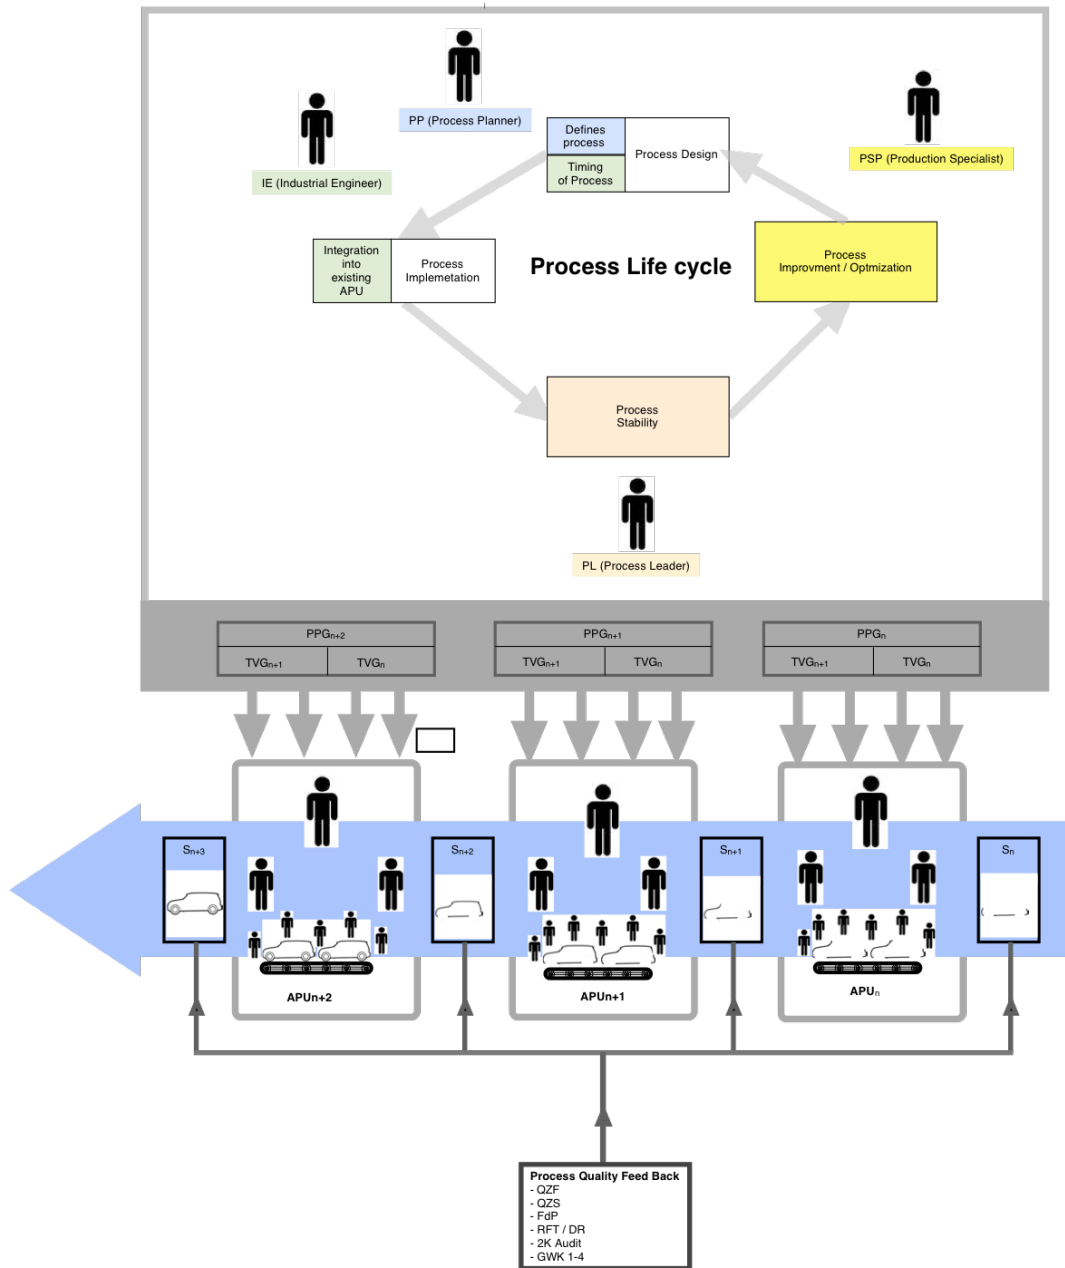 PP (Process Planner)
IE (Industrial Engineer)
PSP (Production Specialist)
Defines
process
Timing
of Process
Process Design
Integration
into
existing
APU
Process
Implemetation
Process Life cycle
Process
Improvment / Optmization
Process
Stability
PL (Process Leader)
PPGn+2
TVGn+1
TVGn
PPGn+1
TVGn+1
TVGn
PPGn
TVGn+1
TVGn
Sn+3
Sn+2
Sn+1
Sn
APUn+2
APUn+1
APUn
Process Quality Feed Back
- QZF
- QZS
- FdP
- RFT / DR
- 2K Audit
- GWK 1-4